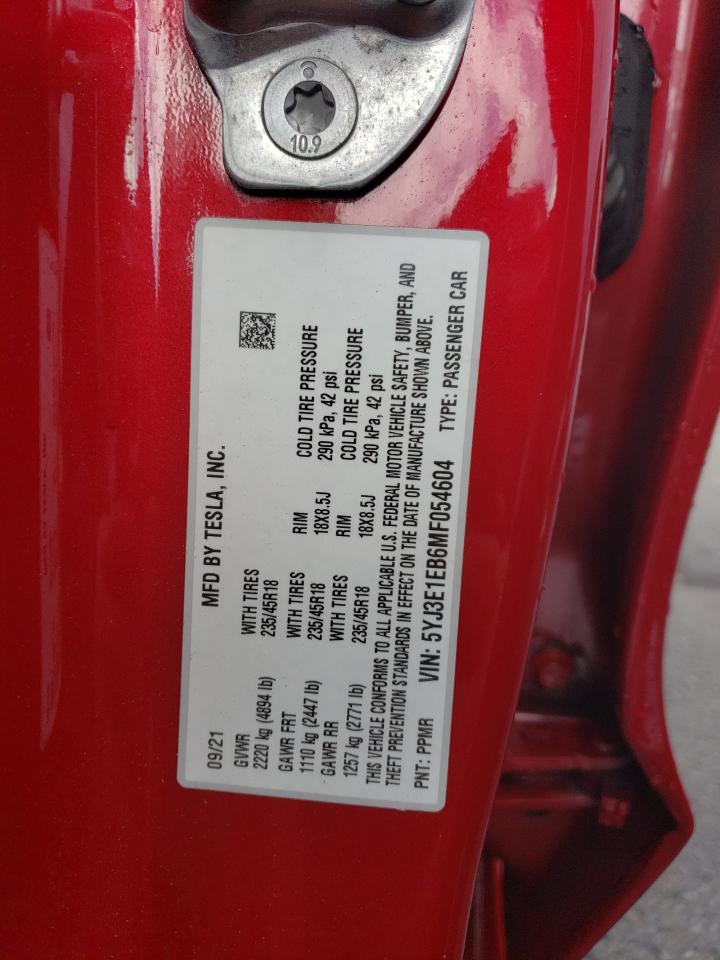 10.9
09/21 MFD BY TESLA, INC.
GVWR WITH TIRES
2220 kg (4894 lb) 235/45R18
GAWR FRT WITH TIRES RIM COLD TIRE PRESSURE
1110 kg (2447 lb) 235/45R18 18X8.5J 290 kPa, 42 psi
GAWR RR WITH TIRES RIM COLD TIRE PRESSURE
1257 kg (2771 lb) 235/45R18 18X8.5J 290 kPa, 42 psi
THIS VEHICLE CONFORMS TO ALL APPLICABLE U.S. FEDERAL MOTOR VEHICLE SAFETY, BUMPER, AND
THEFT PREVENTION STANDARDS IN EFFECT ON THE DATE OF MANUFACTURE SHOWN ABOVE.
PNT: PPMR VIN: 5YJ3E1EB6MF054604 TYPE: PASSENGER CAR